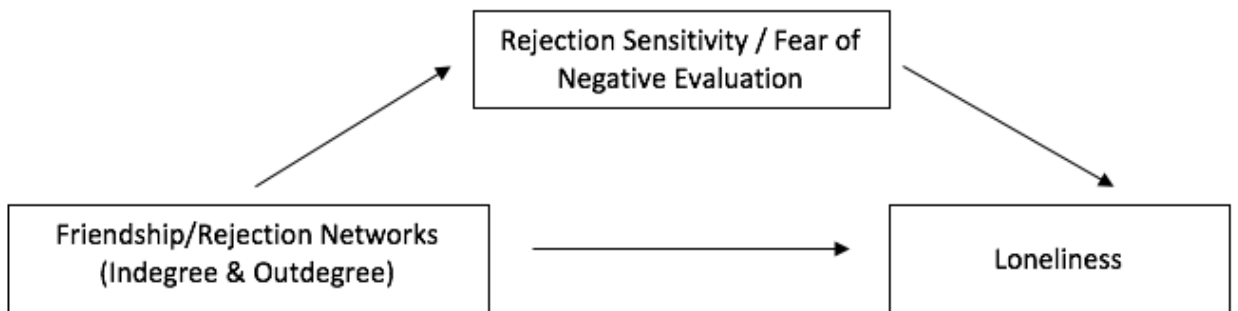 Rejection Sensitivity / Fear of
Negative Evaluation
Friendship/Rejection Networks
(Indegree & Outdegree)
Loneliness